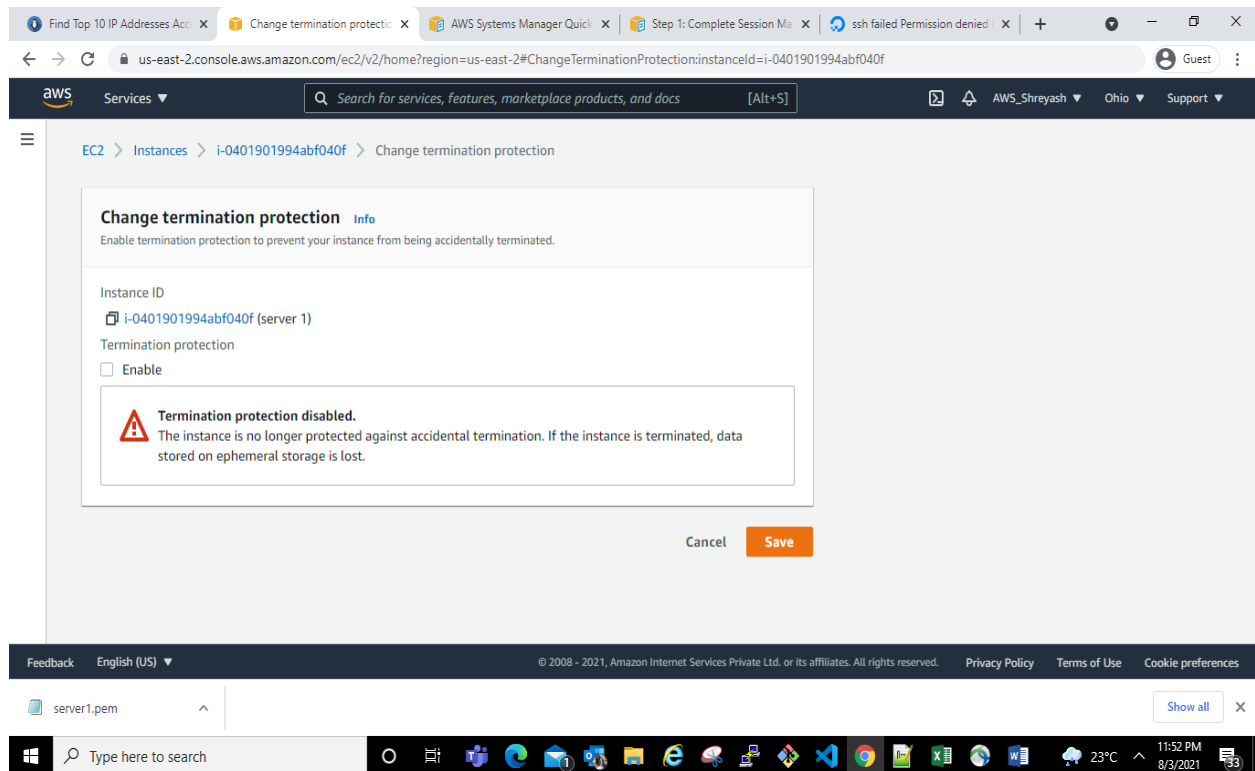 Find Top 10 IP Addresses Acc
Change termination protectic
AWS Systems Manager Quick
Step 1: Complete Session Ma
ssh failed Permission denied
us-east-2.console.aws.amazon.com/ec2/v2/home?region=us-east-2#ChangeTerminationProtection:instanceId=i-0401901994abf040f
Guest
aws
Services
Search for services, features, marketplace products, and docs [Alt+S]
AWS_Shreyash
Ohio
Support
EC2 > Instances > i-0401901994abf040f > Change termination protection
Change termination protection Info
Enable termination protection to prevent your instance from being accidentally terminated.
Instance ID
i-0401901994abf040f (server 1)
Termination protection
Enable
Termination protection disabled.
The instance is no longer protected against accidental termination. If the instance is terminated, data
stored on ephemeral storage is lost.
Cancel
Save
Feedback
English (US)
© 2008 - 2021, Amazon Internet Services Private Ltd. or its affiliates. All rights reserved.
Privacy Policy
Terms of Use
Cookie preferences
server1.pem
Show all
Type here to search
23°C
11:52 PM
8/3/2021
33